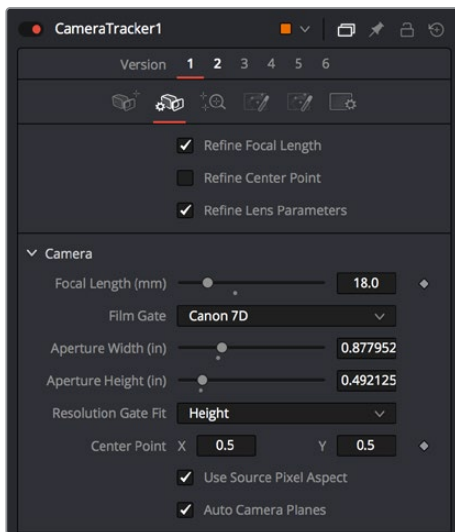 CameraTracker1
Version 1 2 3 4 5 6
Refine Focal Length
Refine Center Point
Refine Lens Parameters
Camera
Focal Length (mm) 18.0
Film Gate Canon 7D
Aperture Width (in) 0.877952
Aperture Height (in) 0.492125
Resolution Gate Fit Height
Center Point X 0.5 Y 0.5
Use Source Pixel Aspect
Auto Camera Planes